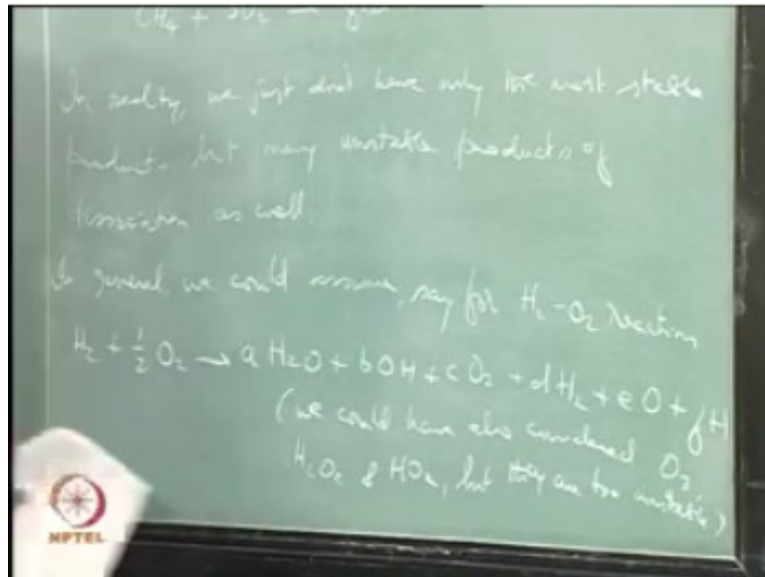 CH4 + 2O2 →
In reality, we just don't have only the most stable
products but many unstable products of
dissociation as well.
In general we could assume, say for H2-O2 reaction
H2 + 1/2 O2 → a H2O + b OH + c O2 + d H2 + e O + f H
(we could have also considered O3,
H2O2 & HO2, but they are too unstable)
NPTEL